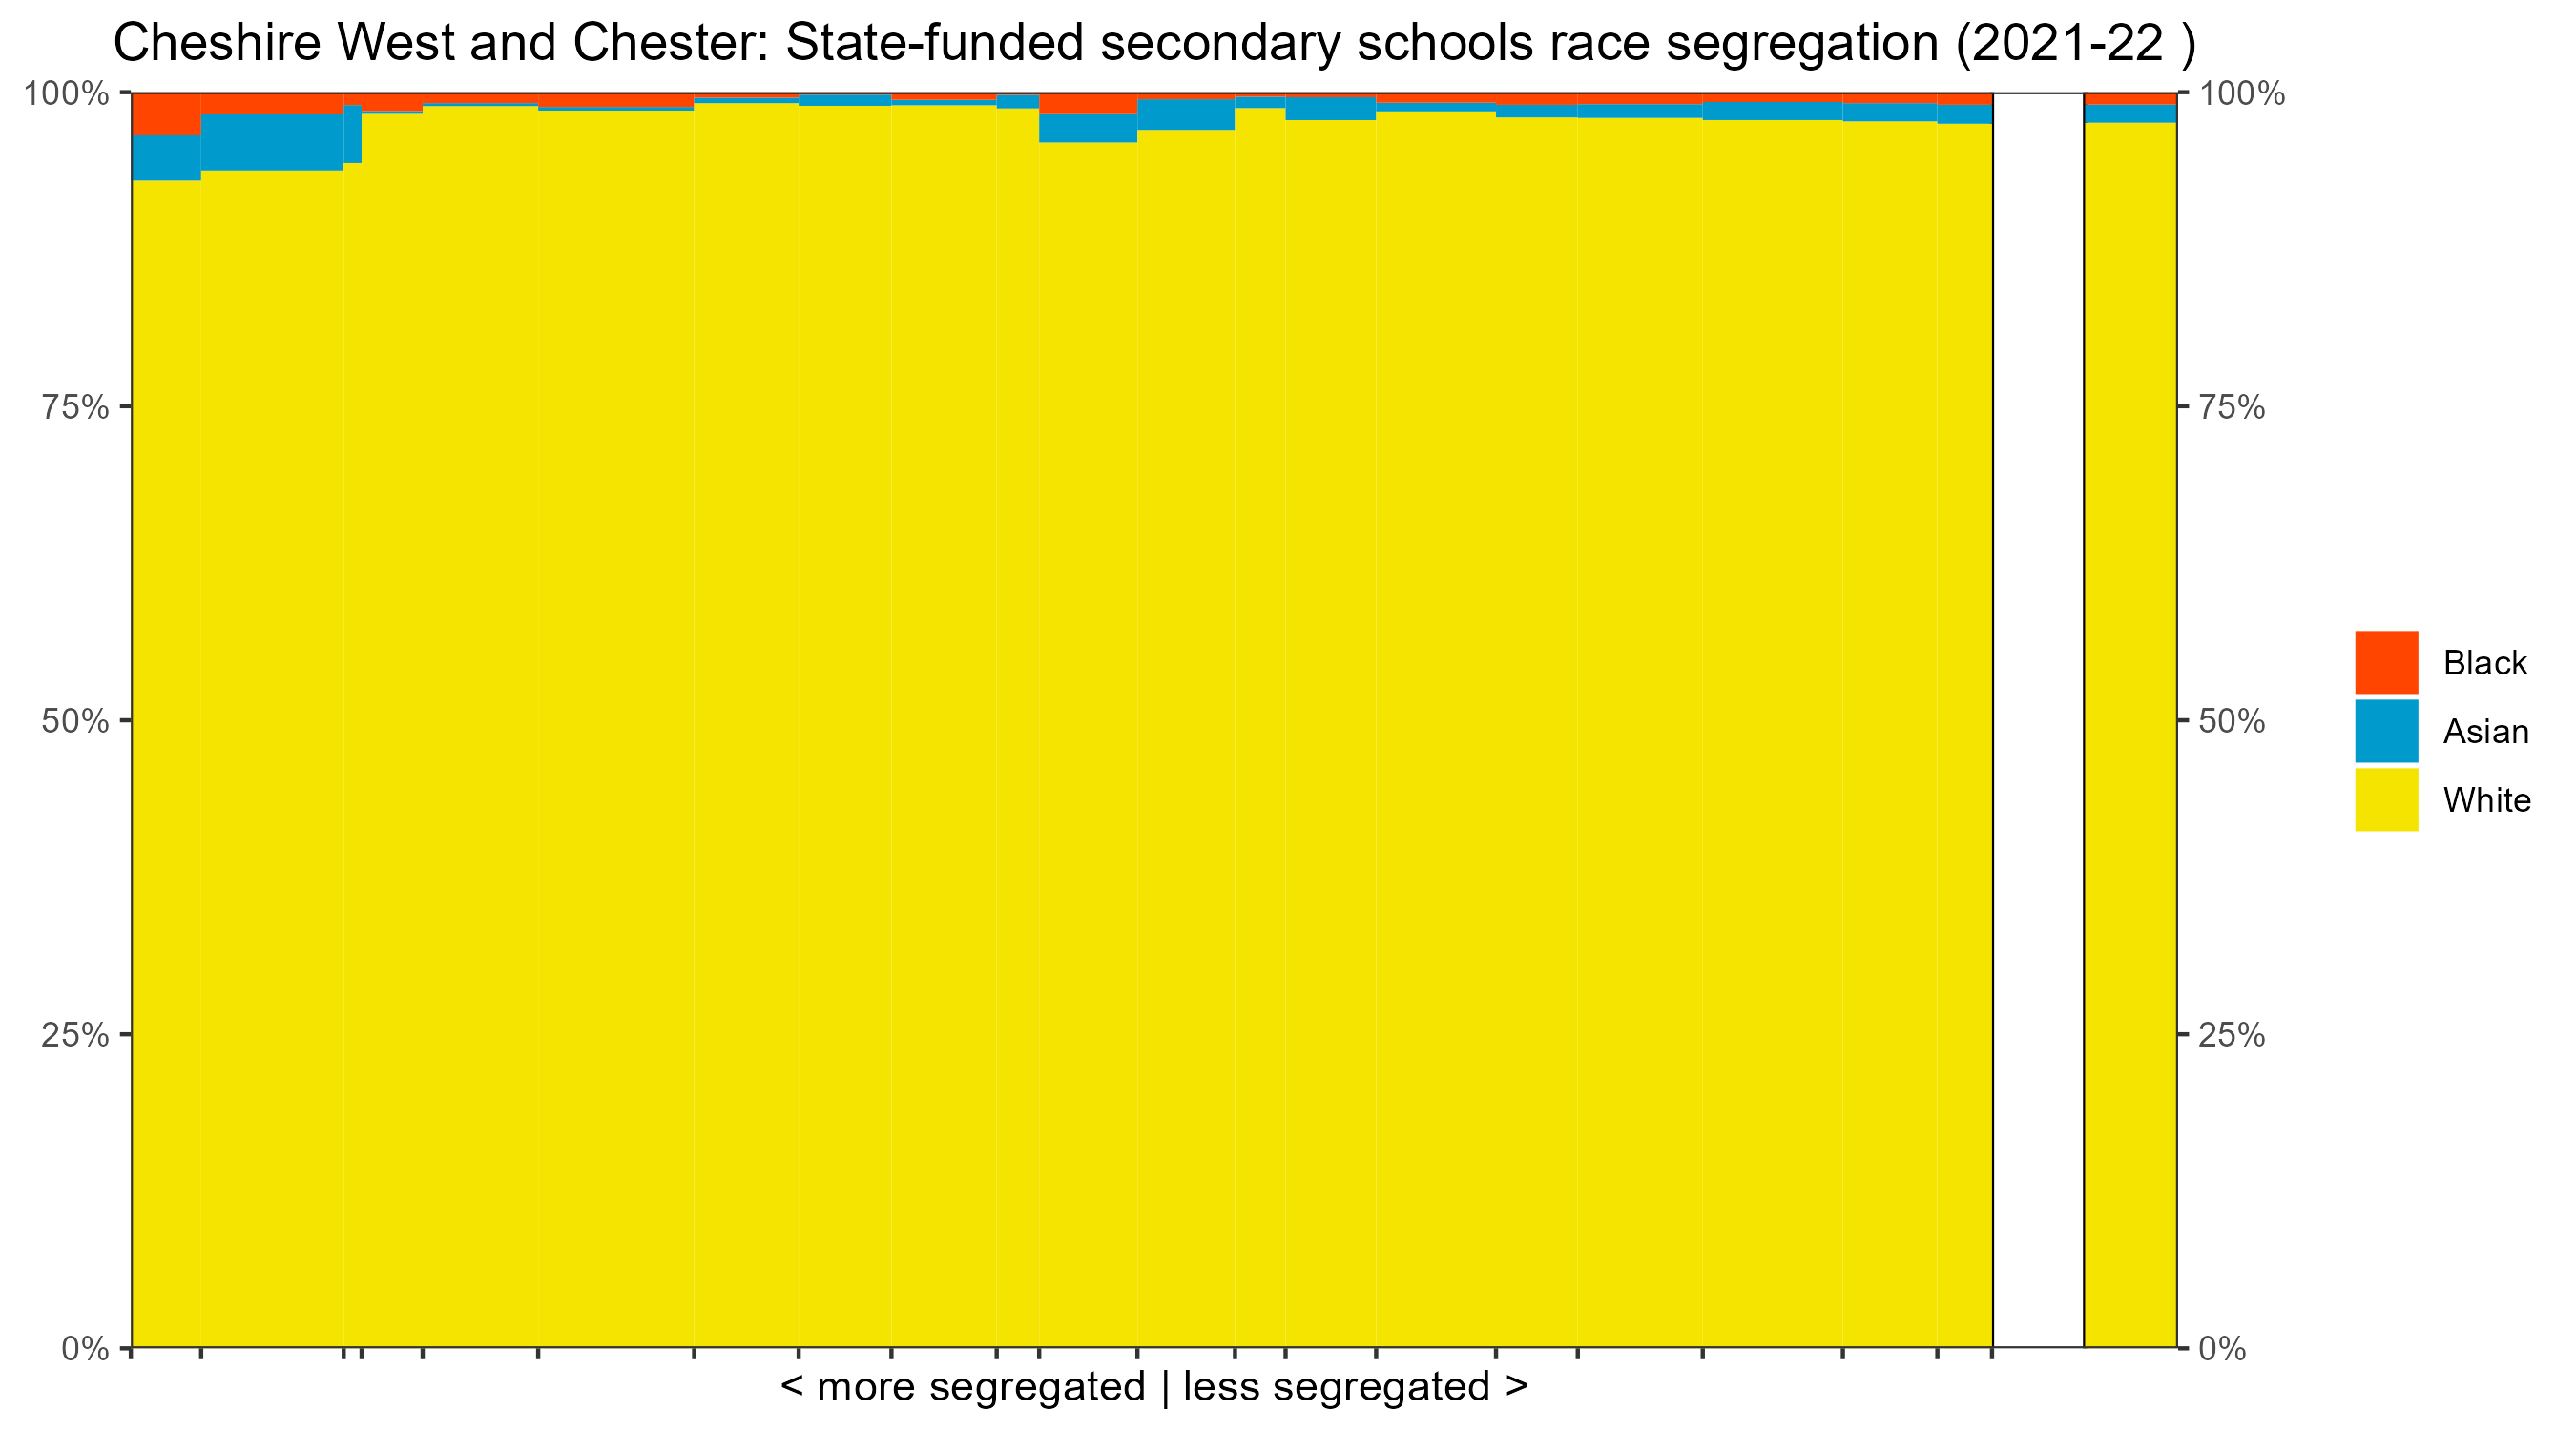 Cheshire West and Chester: State-funded secondary schools race segregation (2021-22 )
100%
100%
75%
75%
Black
50%
50%
Asian
White
25%
25%
0%
0%
< more segregated | less segregated >